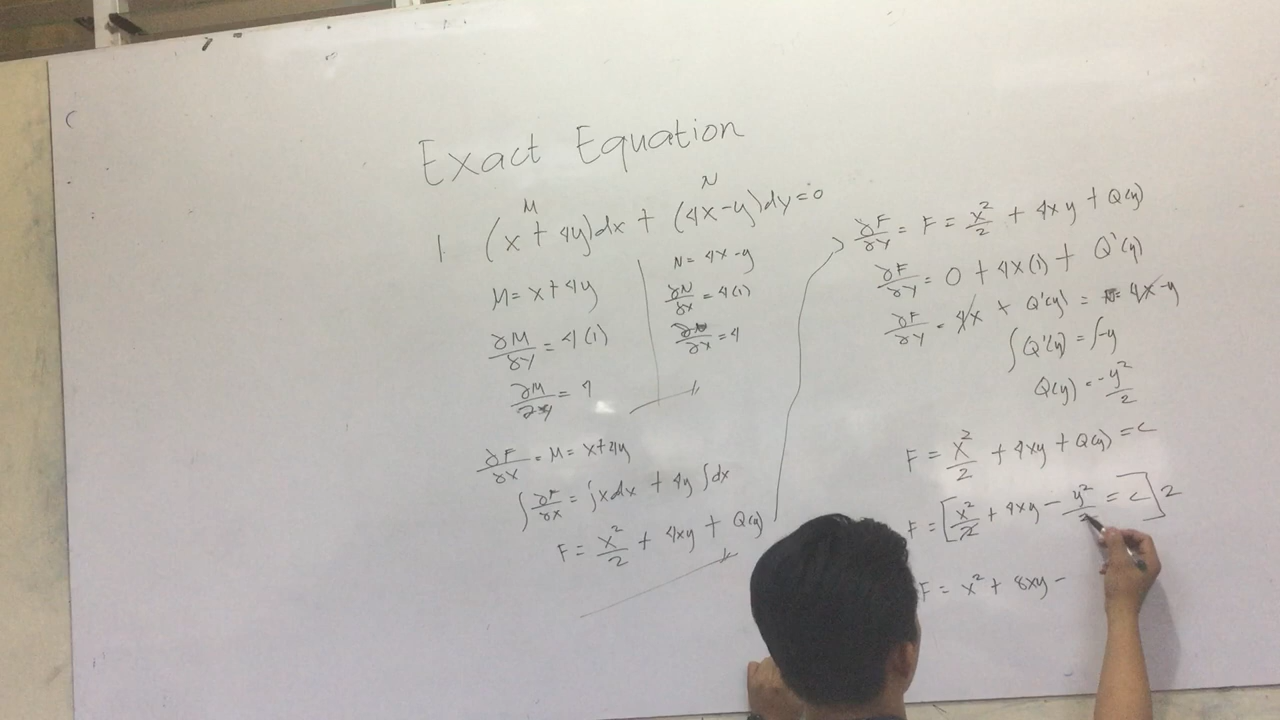 Exact Equation
M N
1 (x + 4y)dx + (4x-y)dy=0
M= x+4y
∂M/∂y = 4(1)
∂M/∂y = 4
N= 4x-y
∂N/∂x = 4(1)
∂N/∂x = 4
∂F/∂x = M= x+4y
∫ ∂F/∂x = ∫xdx + 4y ∫dx
F = x²/2 + 4xy + Q(y)
∂F/∂y = F = x²/2 + 4xy + Q(y)
∂F/∂y = 0 + 4x(1) + Q'(y)
∂F/∂y = 4x + Q'(y) = N= 4x-y
∫Q'(y) = ∫-y
Q(y) = -y²/2
F = x²/2 + 4xy + Q(y) = c
F = [x²/2 + 4xy - y²/2 = c]2
F = x² + 8xy -